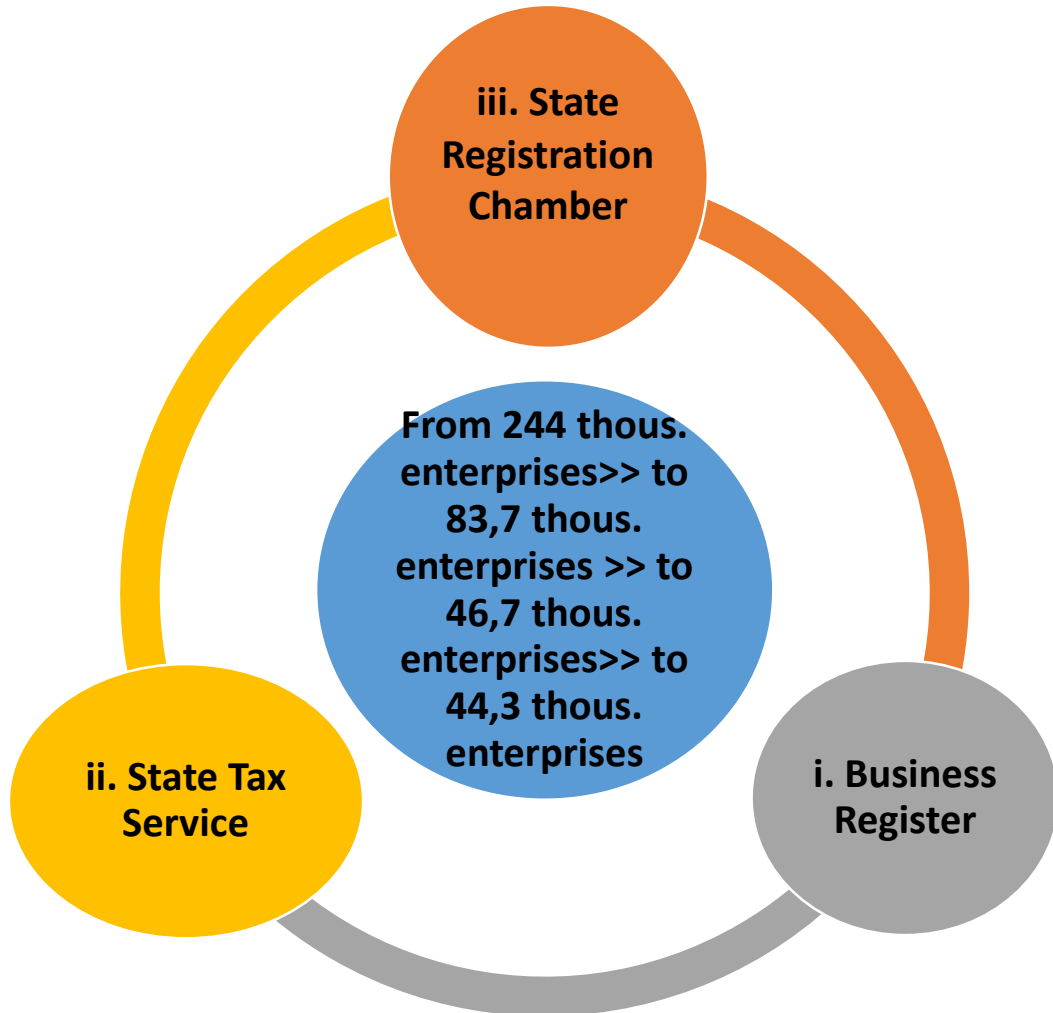 iii. State
Registration
Chamber
From 244 thous.
enterprises>> to
83,7 thous.
enterprises >> to
46,7 thous.
enterprises>> to
44,3 thous.
enterprises
ii. State Tax
Service
i. Business
Register